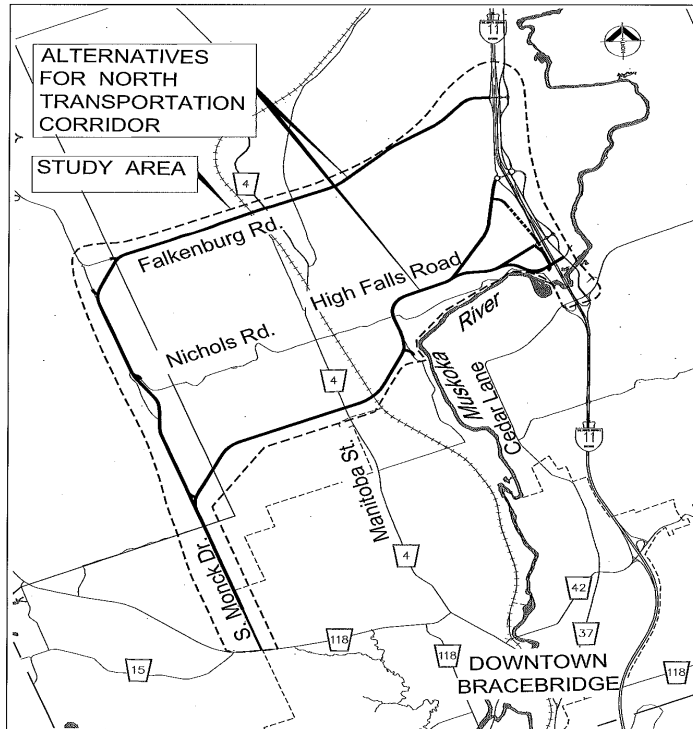 11
ALTERNATIVES
FOR NORTH
TRANSPORTATION
CORRIDOR
STUDY AREA
4
Falkenburg Rd.
High Falls Road
River
Nichols Rd.
Muskoka
Cedar Lane
4
11
Manitoba St.
S. Monck Dr.
4
42
37
118
15
118
118
DOWNTOWN
BRACEBRIDGE